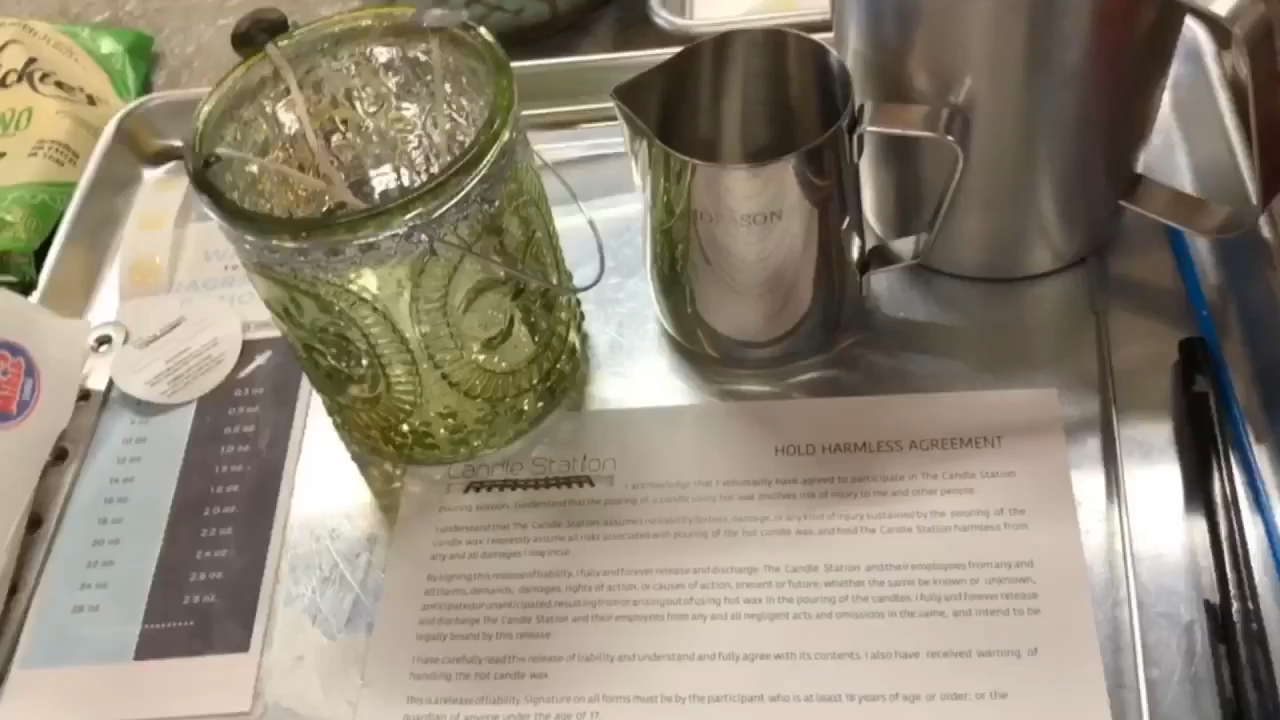 JOPASON
HOLD HARMLESS AGREEMENT
Candle Station
I acknowledge that I voluntarily have agreed to participate in The Candle Station
pouring session, I understand that the pouring of a candle using hot wax involves risk of injury to me and other people.
I understand that The Candle Station assumes no liability for loss, damage, or any kind of injury sustained by the pouring of the
candle wax. I expressly assume all risks associated with pouring of the hot candle wax, and hold The Candle Station harmless from
any and all damages I may incur.
By signing this release of liability, I fully and forever release and discharge The Candle Station and their employees from any and
all claims, demands, damages, rights of action, or causes of action, present or future, whether the same be known or unknown,
anticipated or unanticipated, resulting from or arising out of using hot wax in the pouring of the candles, I fully and forever release
and discharge The Candle Station and their employees from any and all negligent acts and omissions in the same, and intend to be
legally bound by this release.
I have carefully read this release of liability and understand and fully agree with its contents. I also have received warning of
handling the hot candle wax.
This is a release of liability. Signature on all forms must be by the participant who is at least 18 years of age or older; or the
guardian of anyone under the age of 17.
10 oz
12 oz
14 oz
16 oz
18 oz
20 oz
22 oz
24 oz
26 oz
1.0 oz
2.0 oz
2.2 oz
2.4 oz
2.6 oz
2.8 oz